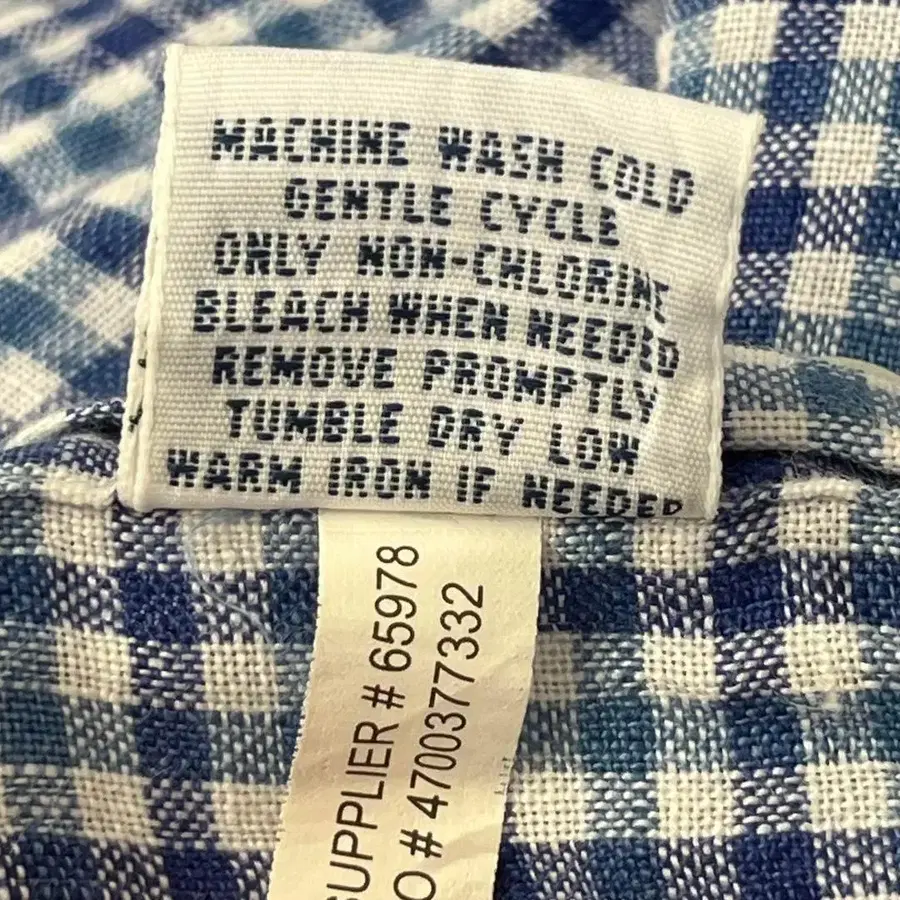 MACHINE WASH COLD
GENTLE CYCLE
ONLY NON-CHLORINE
BLEACH WHEN NEEDED
REMOVE PROMPTLY
TUMBLE DRY LOW
WARM IRON IF NEEDED
SUPPLIER # 65978
O # 4700377332